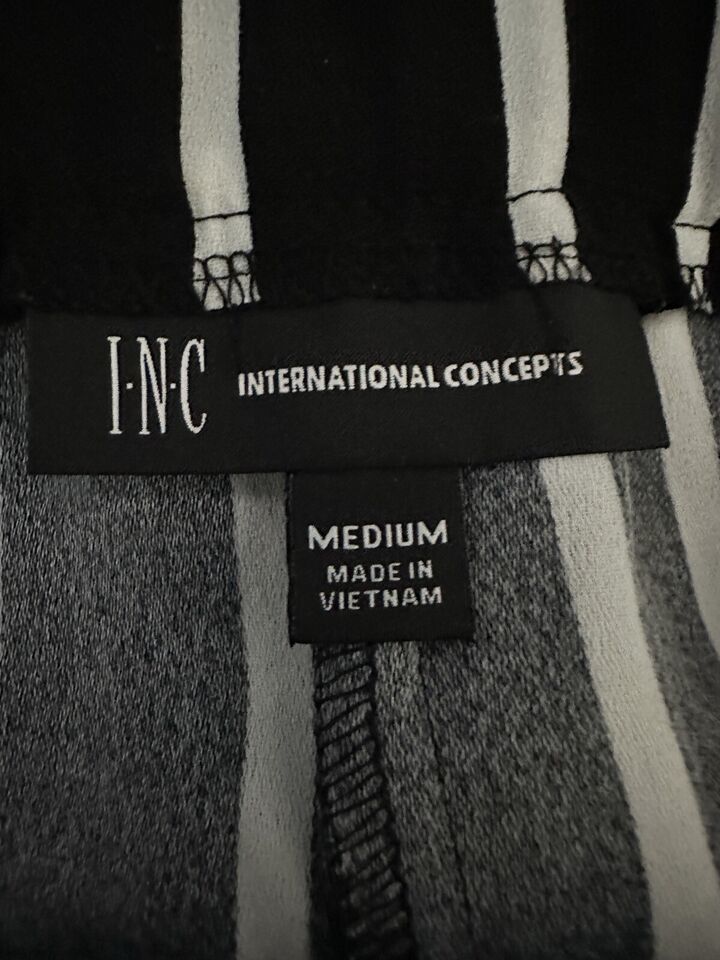 I·N·C INTERNATIONAL CONCEPTS
MEDIUM
MADE IN
VIETNAM